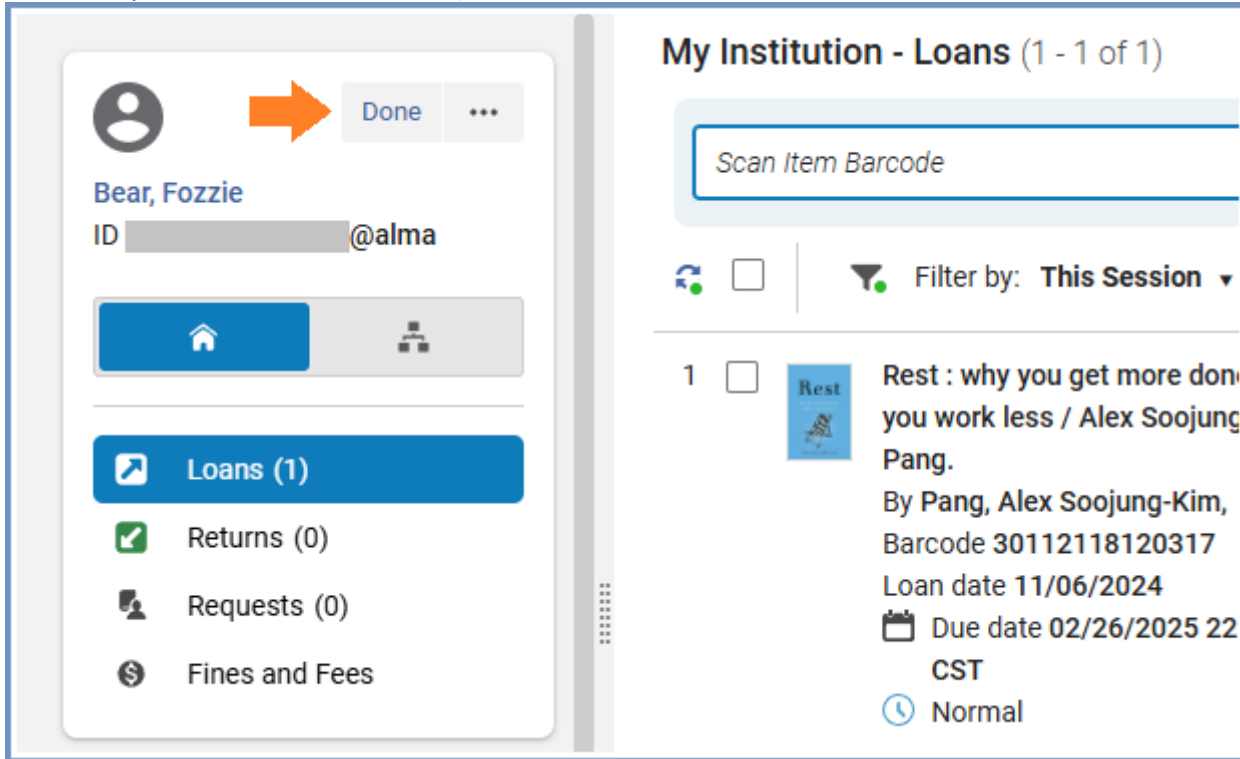 Done
Bear, Fozzie
ID @alma
Loans (1)
Returns (0)
Requests (0)
Fines and Fees
My Institution - Loans (1 - 1 of 1)
Scan Item Barcode
Filter by: This Session
1
Rest
Rest : why you get more don
you work less / Alex Soojung
Pang.
By Pang, Alex Soojung-Kim,
Barcode 30112118120317
Loan date 11/06/2024
Due date 02/26/2025 22
CST
Normal